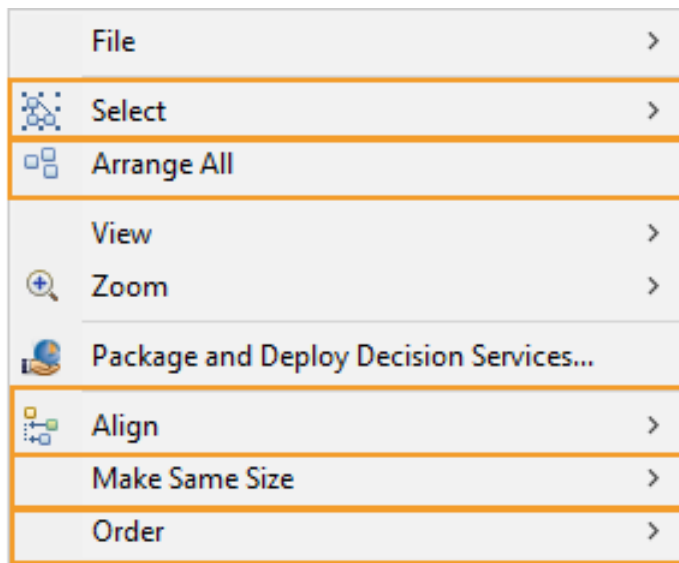 File
Select
Arrange All
View
Zoom
Package and Deploy Decision Services...
Align
Make Same Size
Order